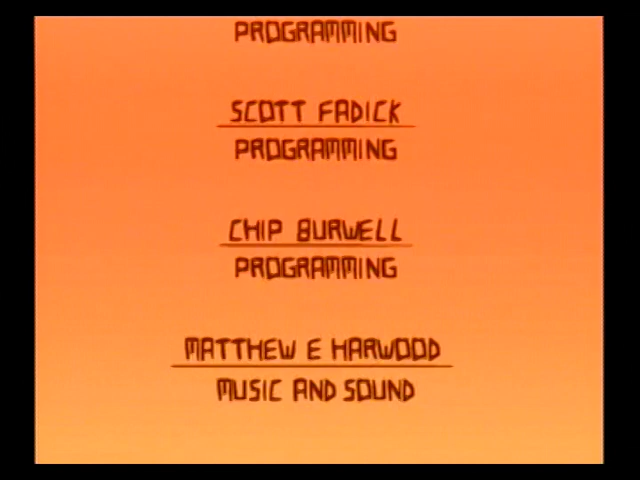 PROGRAMMING
SCOTT FADICK
PROGRAMMING
CHIP BURWELL
PROGRAMMING
MATTHEW E HARWOOD
MUSIC AND SOUND